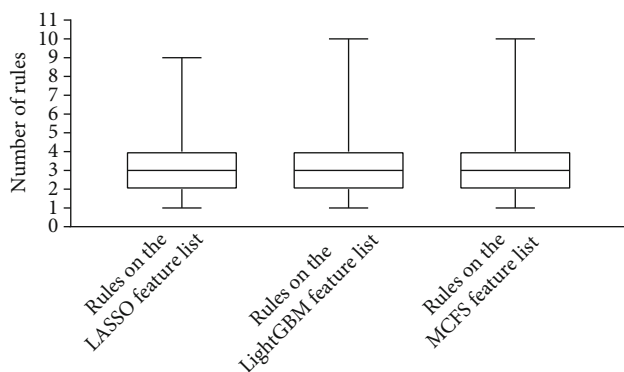 Number of rules
11
10
9
8
7
6
5
4
3
2
1
0
Rules on the
LASSO feature list
Rules on the
LightGBM feature list
Rules on the
MCFS feature list